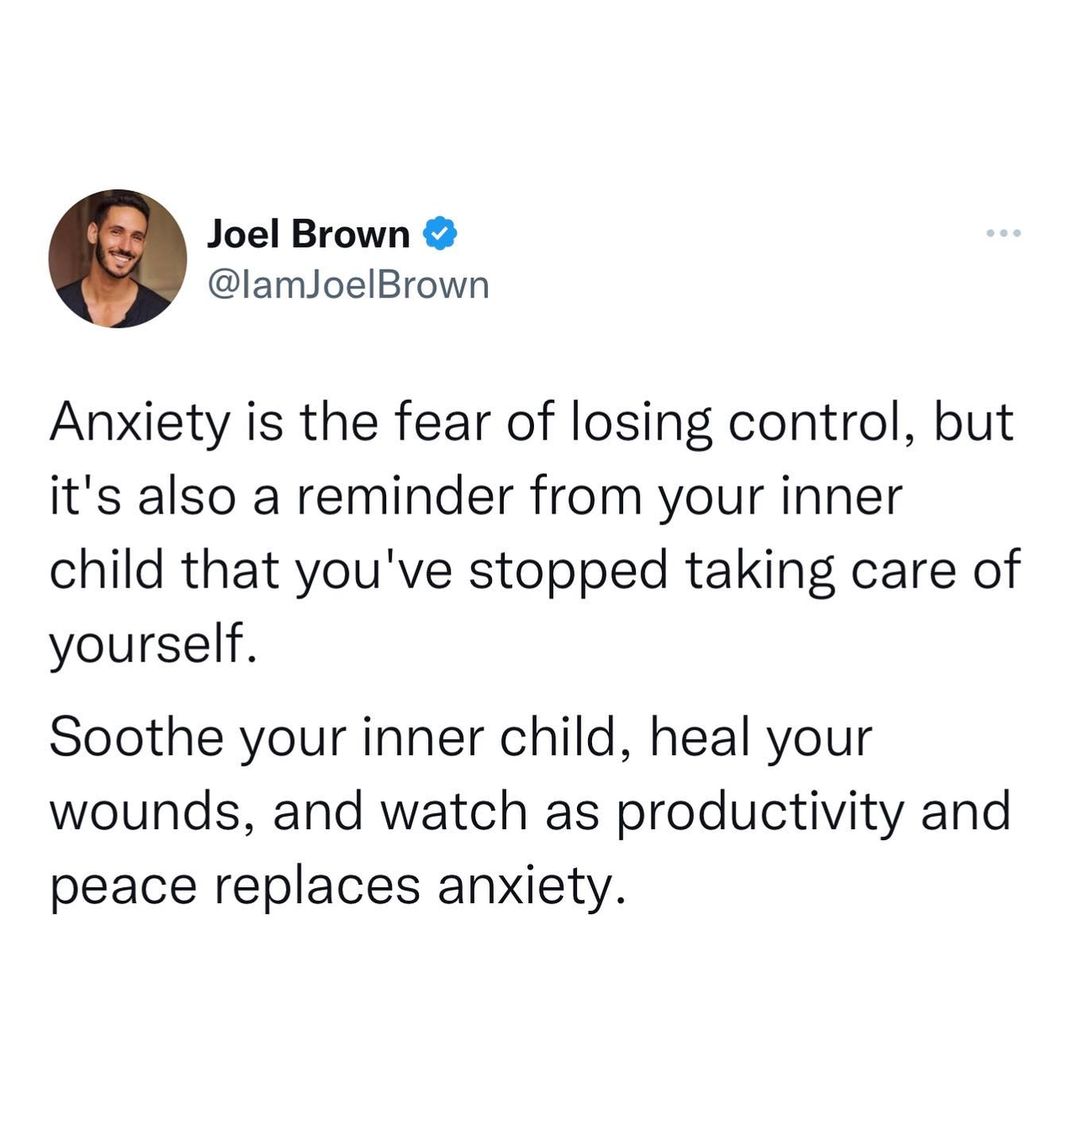 Joel Brown
@IamJoelBrown
Anxiety is the fear of losing control, but
it's also a reminder from your inner
child that you've stopped taking care of
yourself.
Soothe your inner child, heal your
wounds, and watch as productivity and
peace replaces anxiety.